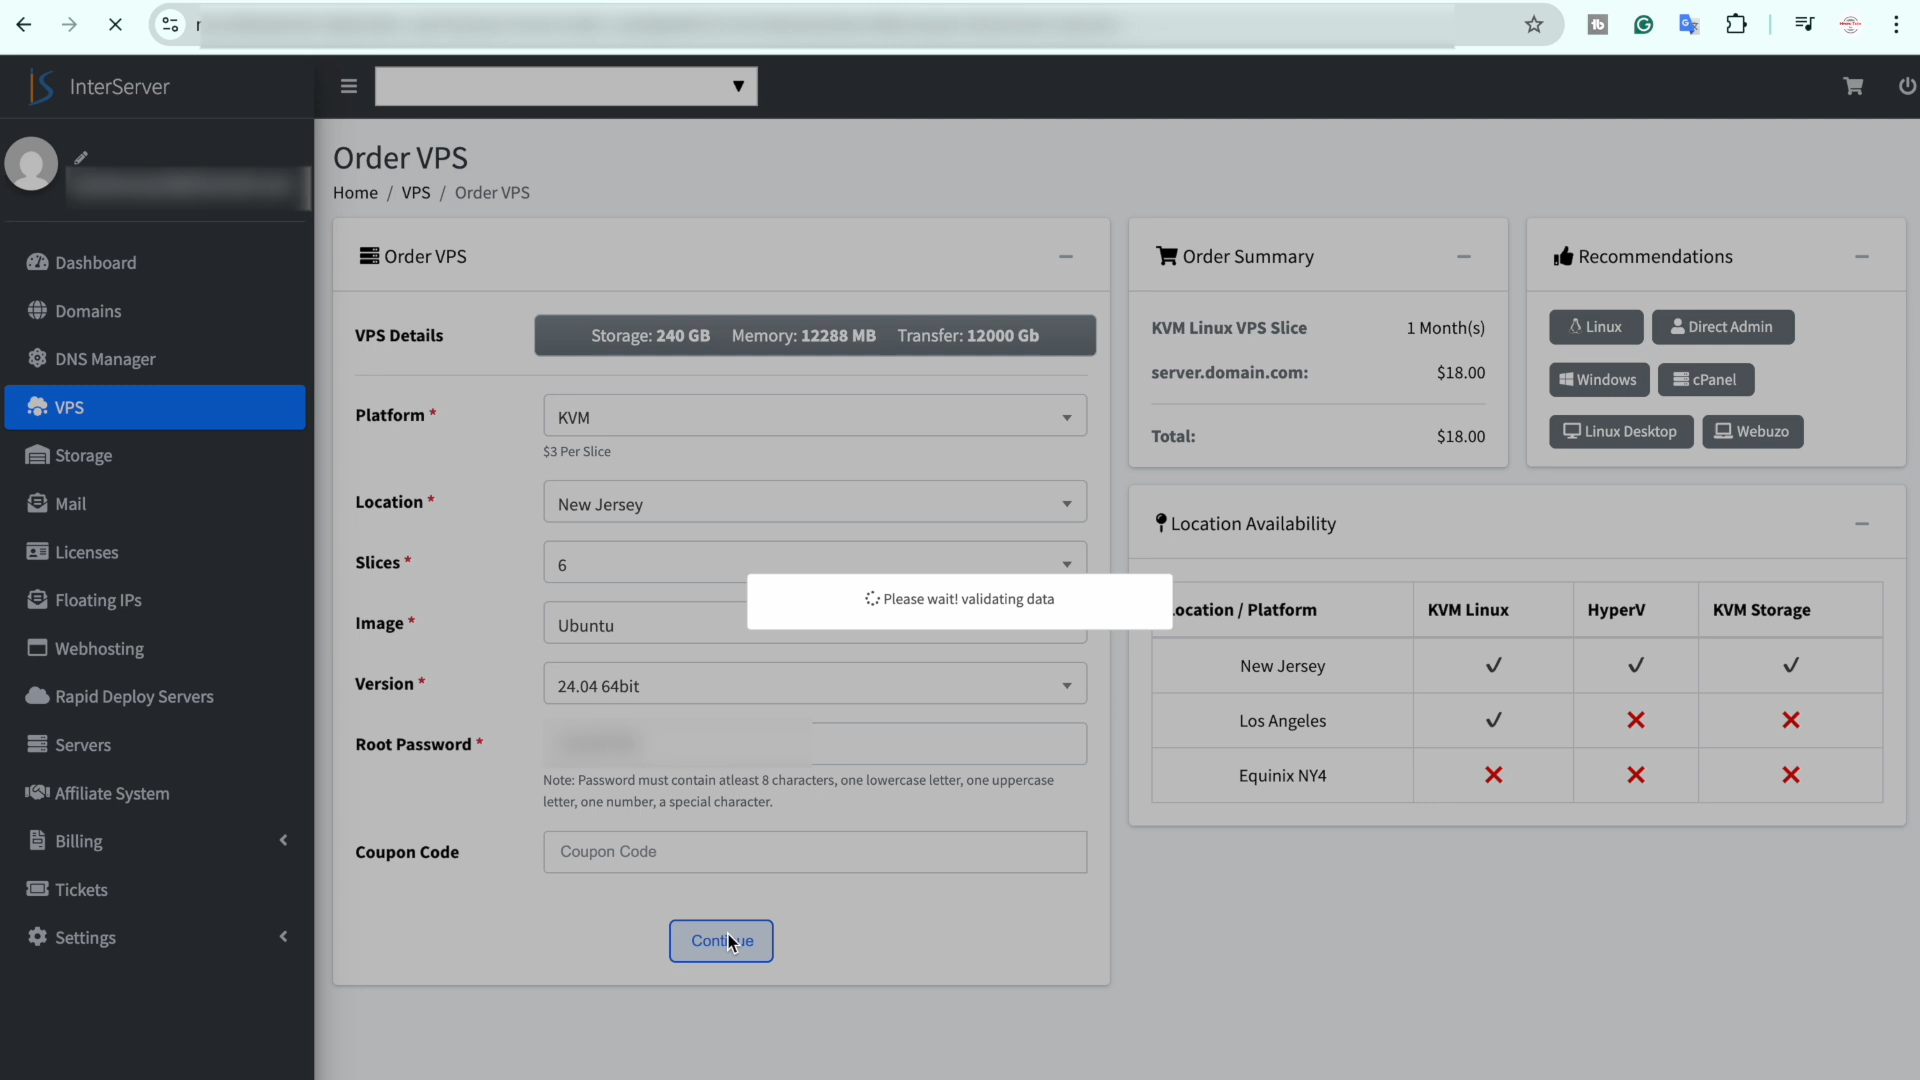 InterServer
Order VPS
Home / VPS / Order VPS
Dashboard
Domains
DNS Manager
VPS
Storage
Mail
Licenses
Floating IPs
Webhosting
Rapid Deploy Servers
Servers
Affiliate System
Billing
Tickets
Settings
Order VPS
VPS Details
Storage: 240 GB Memory: 12288 MB Transfer: 12000 Gb
Platform *
KVM
$3 Per Slice
Location *
New Jersey
Slices *
6
Please wait! validating data
Image *
Ubuntu
Version *
24.04 64bit
Root Password *
Note: Password must contain atleast 8 characters, one lowercase letter, one uppercase
letter, one number, a special character.
Coupon Code
Coupon Code
Continue
Order Summary
KVM Linux VPS Slice 1 Month(s)
server.domain.com: $18.00
Total: $18.00
Recommendations
Linux Direct Admin
Windows cPanel
Linux Desktop Webuzo
Location Availability
ocation / Platform KVM Linux HyperV KVM Storage
New Jersey
Los Angeles
Equinix NY4